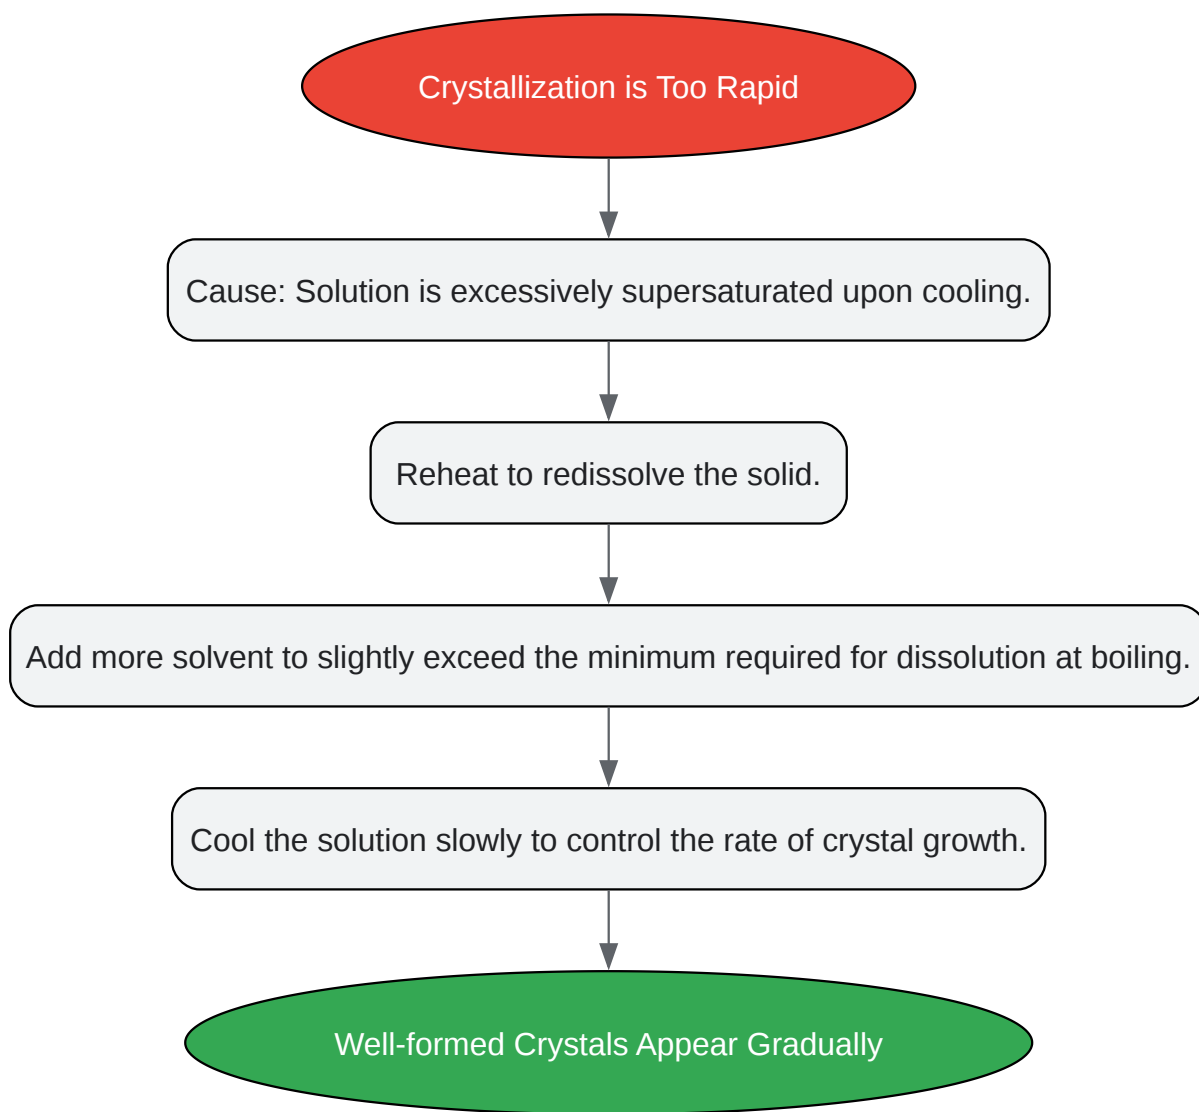 Crystallization is Too Rapid
Cause: Solution is excessively supersaturated upon cooling.
Reheat to redissolve the solid.
Add more solvent to slightly exceed the minimum required for dissolution at boiling.
Cool the solution slowly to control the rate of crystal growth.
Well-formed Crystals Appear Gradually